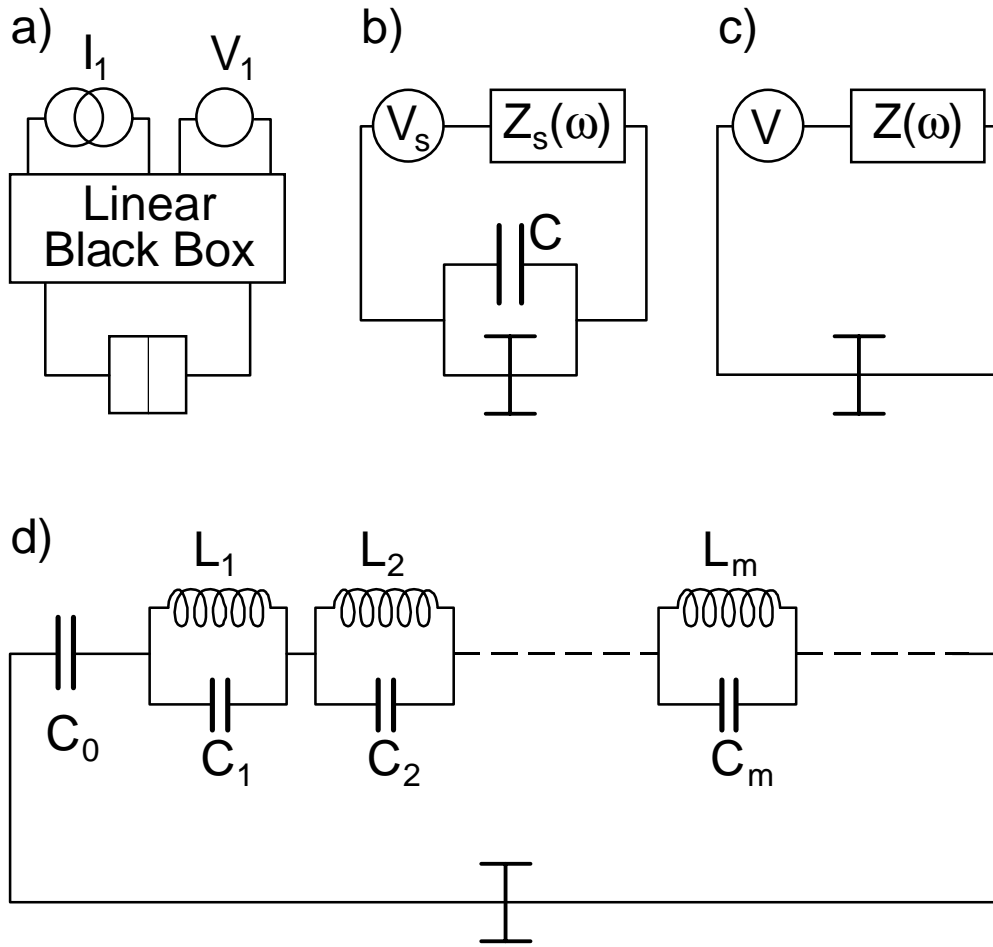 a)
I₁ V₁
Linear
Black Box
b)
Vₛ Zₛ(ω)
C
c)
V Z(ω)
d)
L₁ L₂ Lₘ
C₀ C₁ C₂ Cₘ